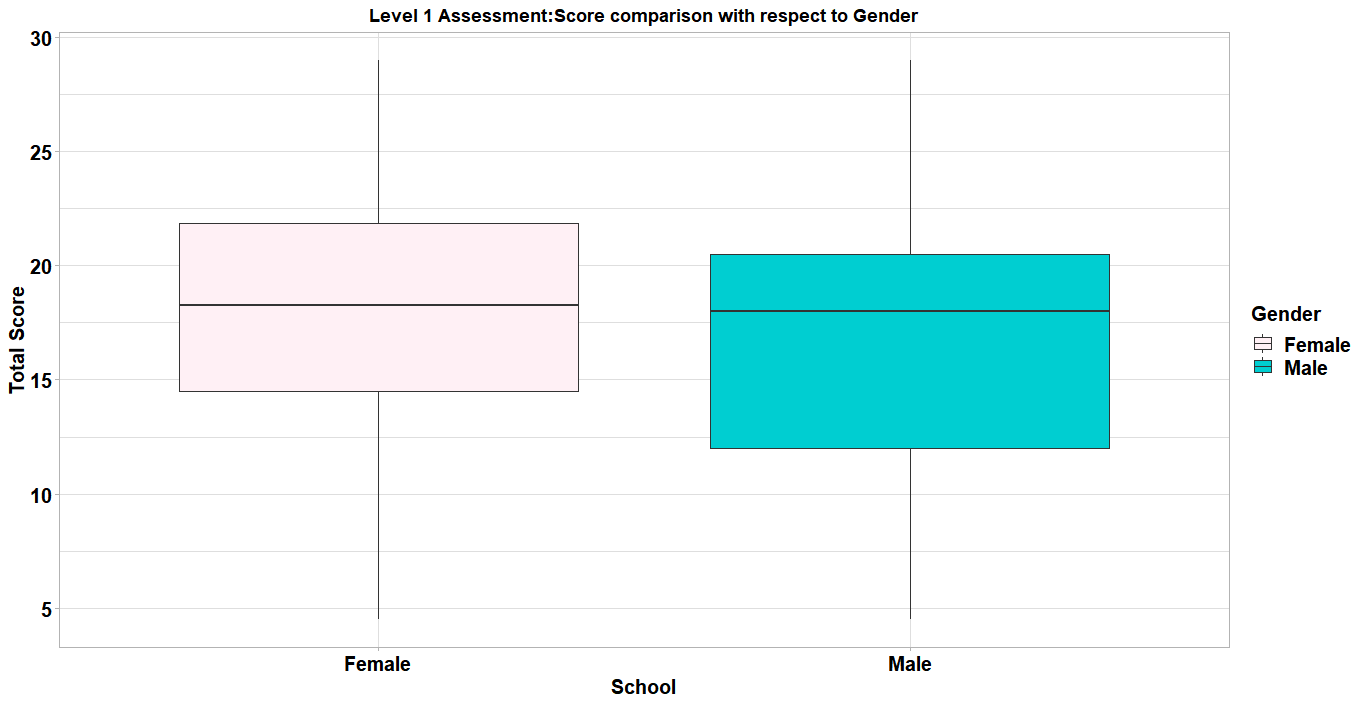 Level 1 Assessment:Score comparison with respect to Gender
30
25
20
15
10
5
Total Score
Female
Male
School
Gender
Female
Male